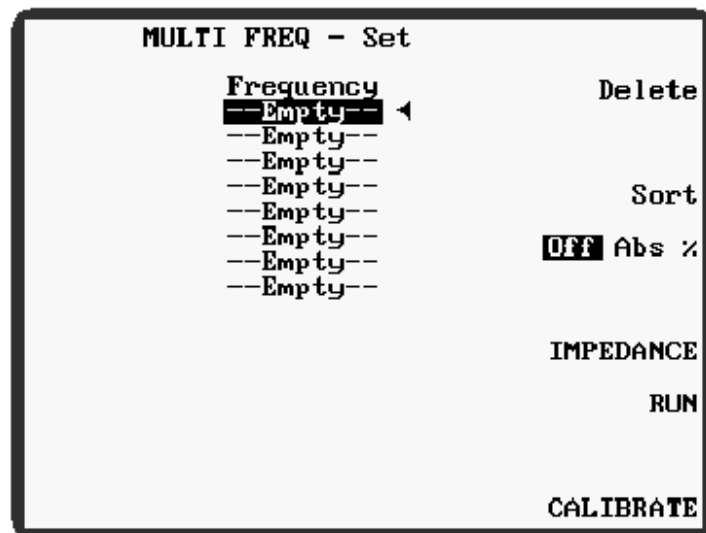 MULTI FREQ - Set
Frequency
Delete
--Empty--
--Empty--
--Empty--
--Empty--
Sort
--Empty--
--Empty--
Off Abs %
--Empty--
--Empty--
IMPEDANCE
RUN
CALIBRATE